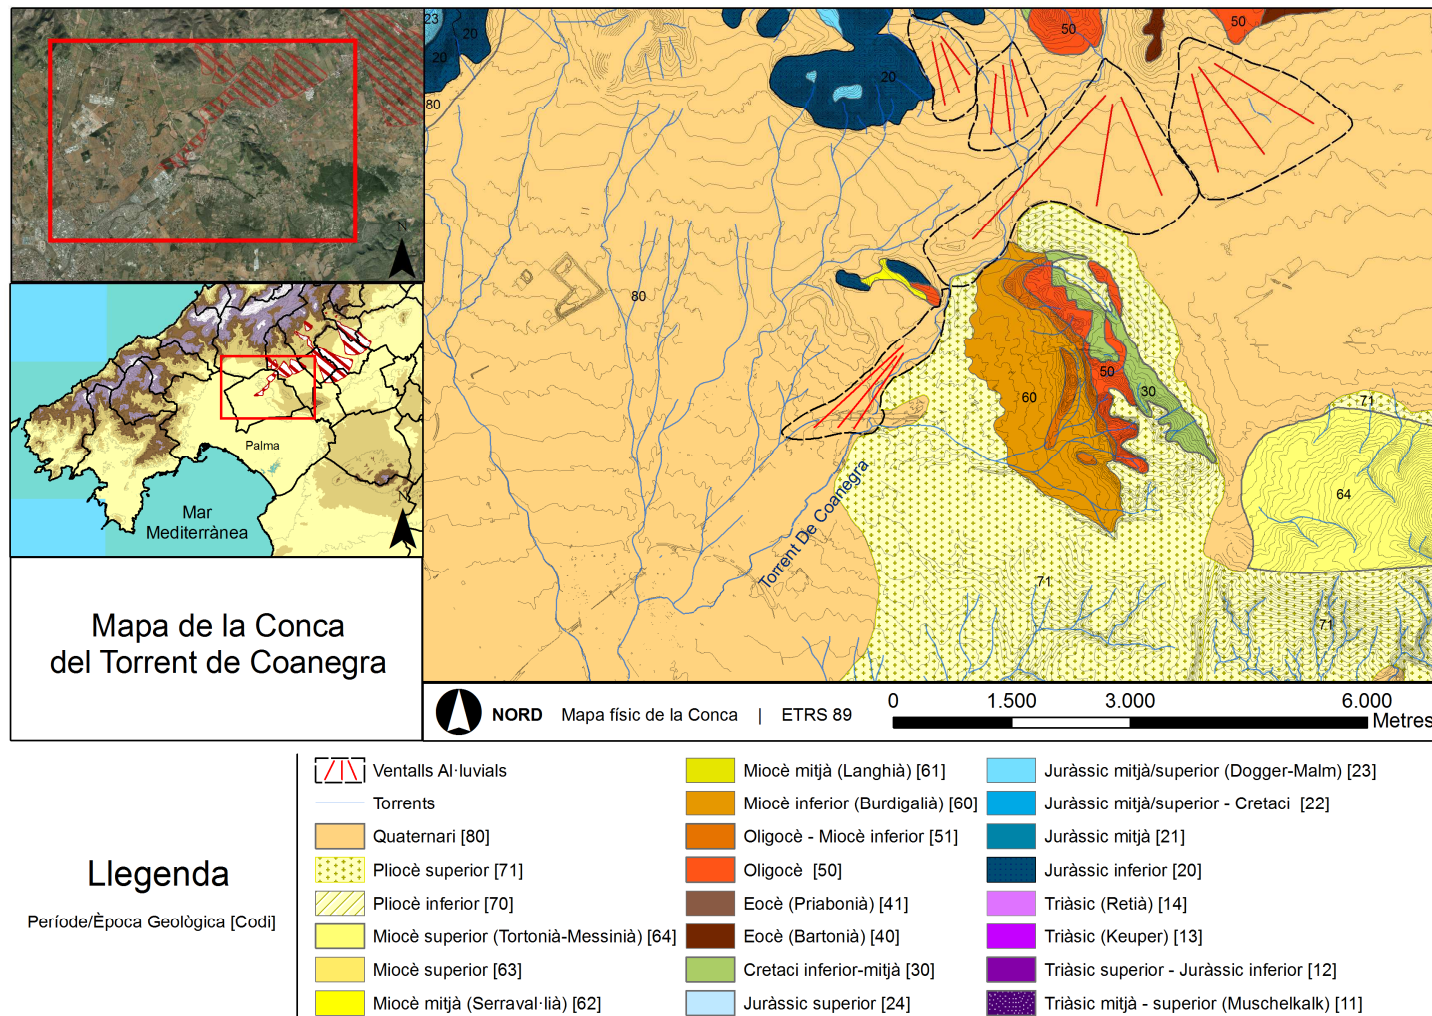 N
Palma
Mar
Mediterrànea
N
Mapa de la Conca
del Torrent de Coanegra
23
20
20
80
20
50
50
80
60
50
30
71
64
71
71
Torrent De Coanegra
NORD Mapa físic de la Conca | ETRS 89
0 1.500 3.000 6.000
Metres
Llegenda
Període/Època Geològica [Codi]
Ventalls Al·luvials
Torrents
Quaternari [80]
Pliocè superior [71]
Pliocè inferior [70]
Miocè superior (Tortonià-Messinià) [64]
Miocè superior [63]
Miocè mitjà (Serraval·lià) [62]
Miocè mitjà (Langhià) [61]
Miocè inferior (Burdigalià) [60]
Oligocè - Miocè inferior [51]
Oligocè [50]
Eocè (Priabonià) [41]
Eocè (Bartonià) [40]
Cretaci inferior-mitjà [30]
Juràssic superior [24]
Juràssic mitjà/superior (Dogger-Malm) [23]
Juràssic mitjà/superior - Cretaci [22]
Juràssic mitjà [21]
Juràssic inferior [20]
Triàsic (Retià) [14]
Triàsic (Keuper) [13]
Triàsic superior - Juràssic inferior [12]
Triàsic mitjà - superior (Muschelkalk) [11]